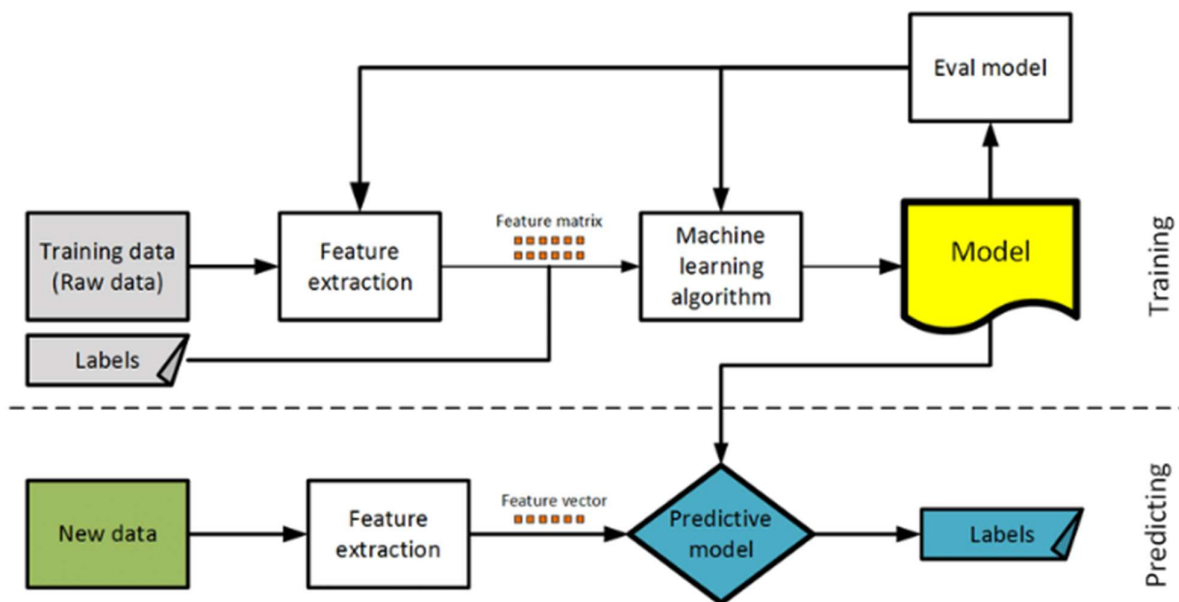 Eval model
Feature matrix
Training data
(Raw data)
Feature
extraction
Machine
learning
algorithm
Model
Training
Labels
New data
Feature
extraction
Feature vector
Predictive
model
Labels
Predicting